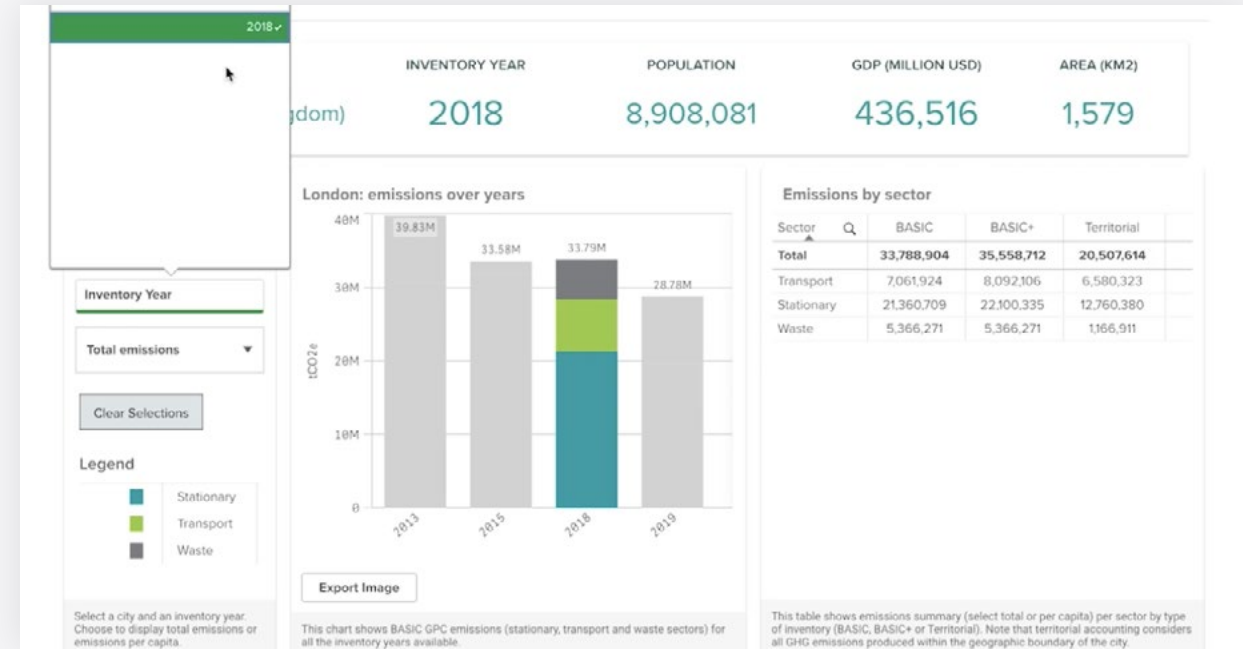 2018✓
INVENTORY YEAR
POPULATION
GDP (MILLION USD)
AREA (KM2)
gdom)
2018
8,908,081
436,516
1,579
Inventory Year
Total emissions ▼
Clear Selections
Legend
Stationary
Transport
Waste
Select a city and an inventory year.
Choose to display total emissions or
emissions per capita.
London: emissions over years
tCO2e
40M
30M
20M
10M
0
39.83M
33.58M
33.79M
28.78M
2013
2015
2018
2019
Export Image
This chart shows BASIC GPC emissions (stationary, transport and waste sectors) for
all the inventory years available.
Emissions by sector
Sector BASIC BASIC+ Territorial
Total 33,788,904 35,558,712 20,507,614
Transport 7,061,924 8,092,106 6,580,323
Stationary 21,360,709 22,100,335 12,760,380
Waste 5,366,271 5,366,271 1,166,911
This table shows emissions summary (select total or per capita) per sector by type
of inventory (BASIC, BASIC+ or Territorial). Note that territorial accounting considers
all GHG emissions produced within the geographic boundary of the city.